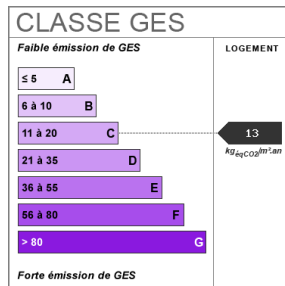 CLASSE GES
Faible émission de GES
LOGEMENT
≤ 5 A
6 à 10 B
11 à 20 C
13
kgéqCO2/m².an
21 à 35 D
36 à 55 E
56 à 80 F
> 80 G
Forte émission de GES